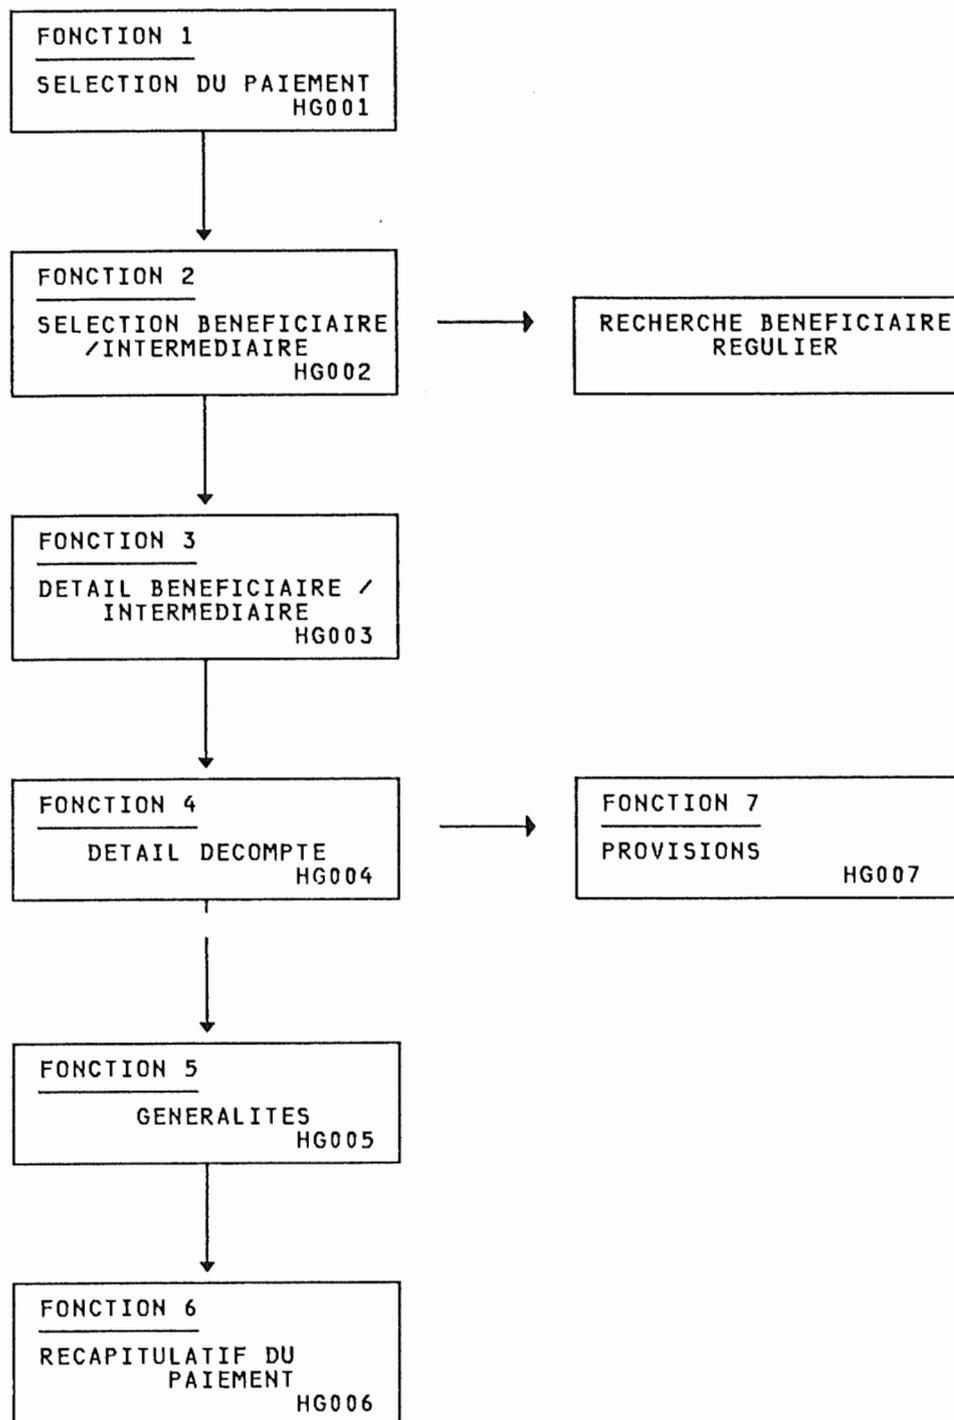 FONCTION 1
SELECTION DU PAIEMENT
HG001
FONCTION 2
SELECTION BENEFICIAIRE
/INTERMEDIAIRE
HG002
RECHERCHE BENEFICIAIRE
REGULIER
FONCTION 3
DETAIL BENEFICIAIRE /
INTERMEDIAIRE
HG003
FONCTION 4
DETAIL DECOMPTE
HG004
FONCTION 7
PROVISIONS
HG007
FONCTION 5
GENERALITES
HG005
FONCTION 6
RECAPITULATIF DU
PAIEMENT
HG006